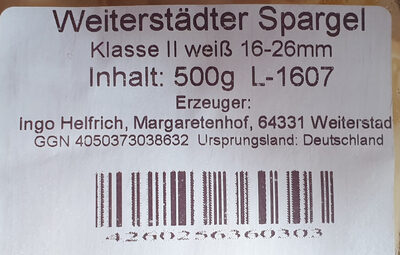 Weiterstädter Spargel
Klasse II weiß 16-26mm
Inhalt: 500g L-1607
Erzeuger:
Ingo Helfrich, Margaretenhof, 64331 Weiterstad
GGN 4050373038632 Ursprungsland: Deutschland
4260256360303